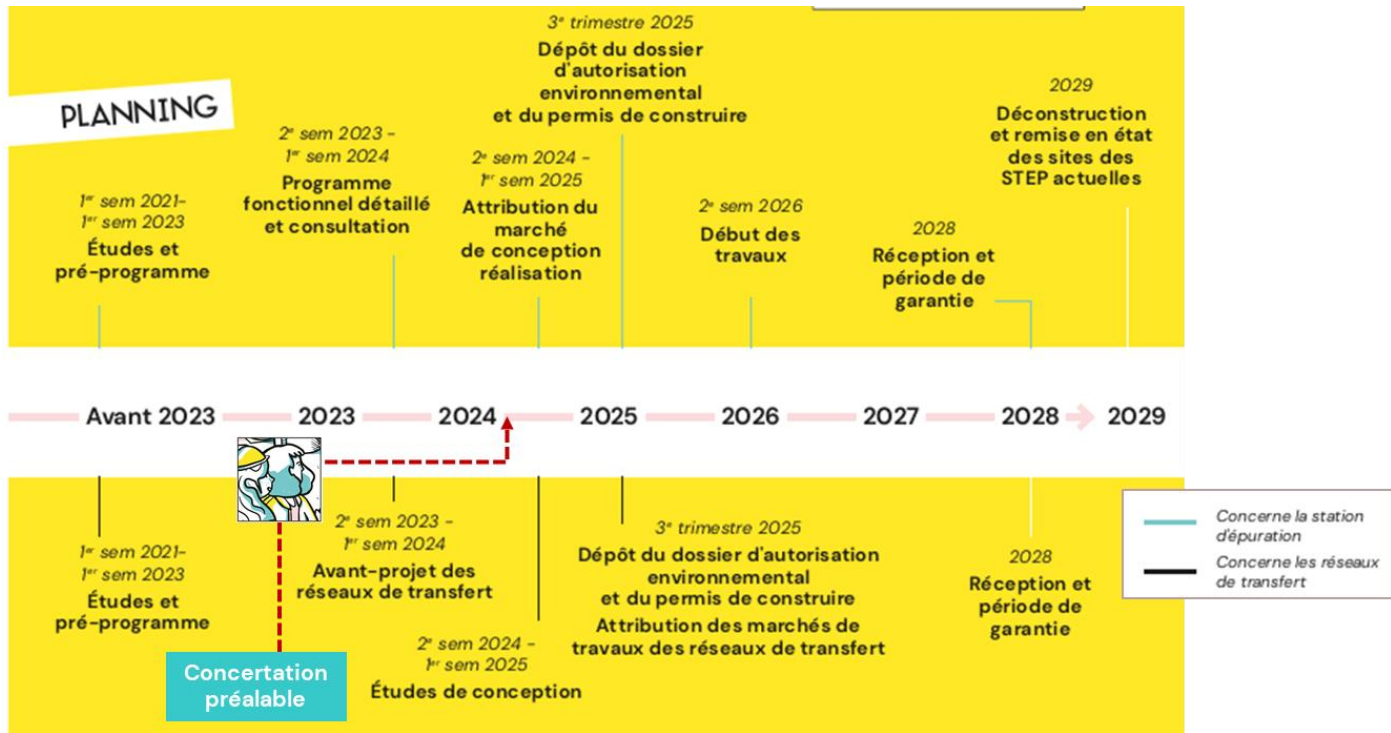 PLANNING
1er sem 2021–
1er sem 2023
Études et
pré-programme
2e sem 2023 –
1er sem 2024
Programme
fonctionnel détaillé
et consultation
2e sem 2024 –
1er sem 2025
Attribution du
marché
de conception
réalisation
3e trimestre 2025
Dépôt du dossier
d'autorisation
environnemental
et du permis de construire
2e sem 2026
Début des
travaux
2028
Réception et
période de
garantie
2029
Déconstruction
et remise en état
des sites des
STEP actuelles
Avant 2023 2023 2024 2025 2026 2027 2028 2029
1er sem 2021–
1er sem 2023
Études et
pré-programme
Concertation
préalable
2e sem 2023 –
1er sem 2024
Avant-projet des
réseaux de transfert
2e sem 2024 –
1er sem 2025
Études de conception
3e trimestre 2025
Dépôt du dossier d'autorisation
environnemental
et du permis de construire
Attribution des marchés de
travaux des réseaux de transfert
2028
Réception et
période de
garantie
Concerne la station
d'épuration
Concerne les réseaux
de transfert